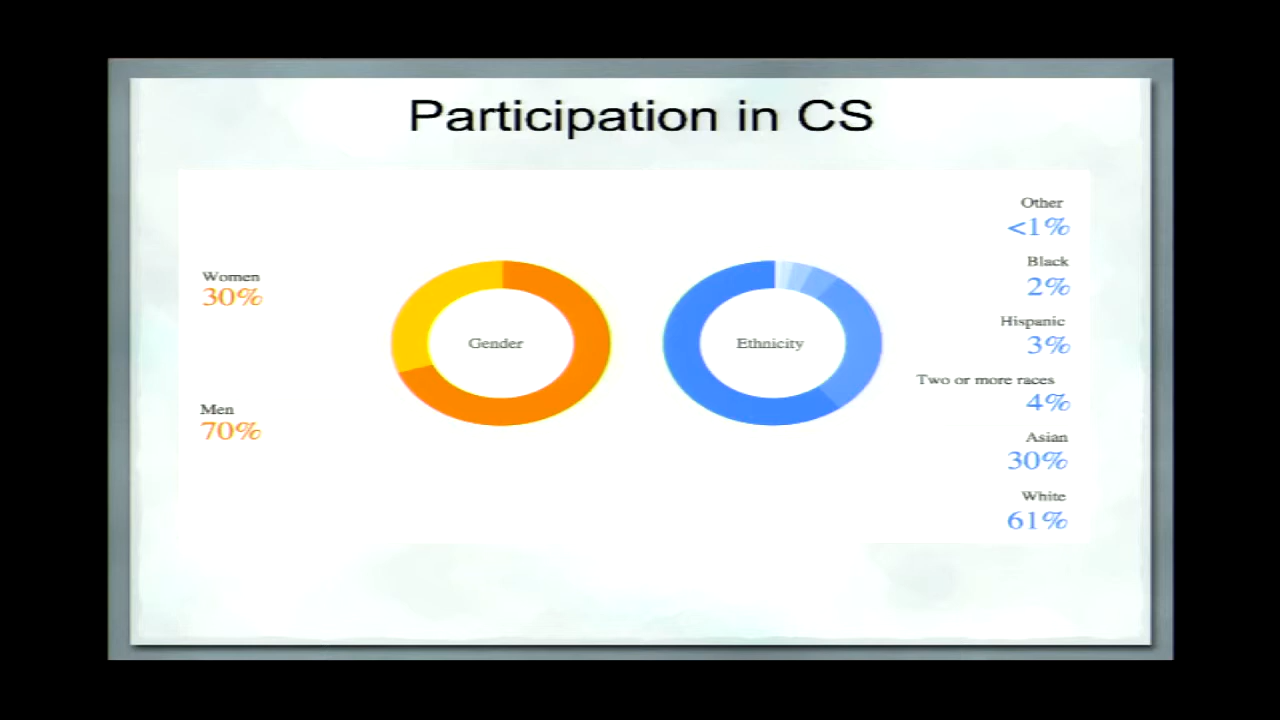 Participation in CS
Women
30%
Men
70%
Gender
Ethnicity
Other
<1%
Black
2%
Hispanic
3%
Two or more races
4%
Asian
30%
White
61%